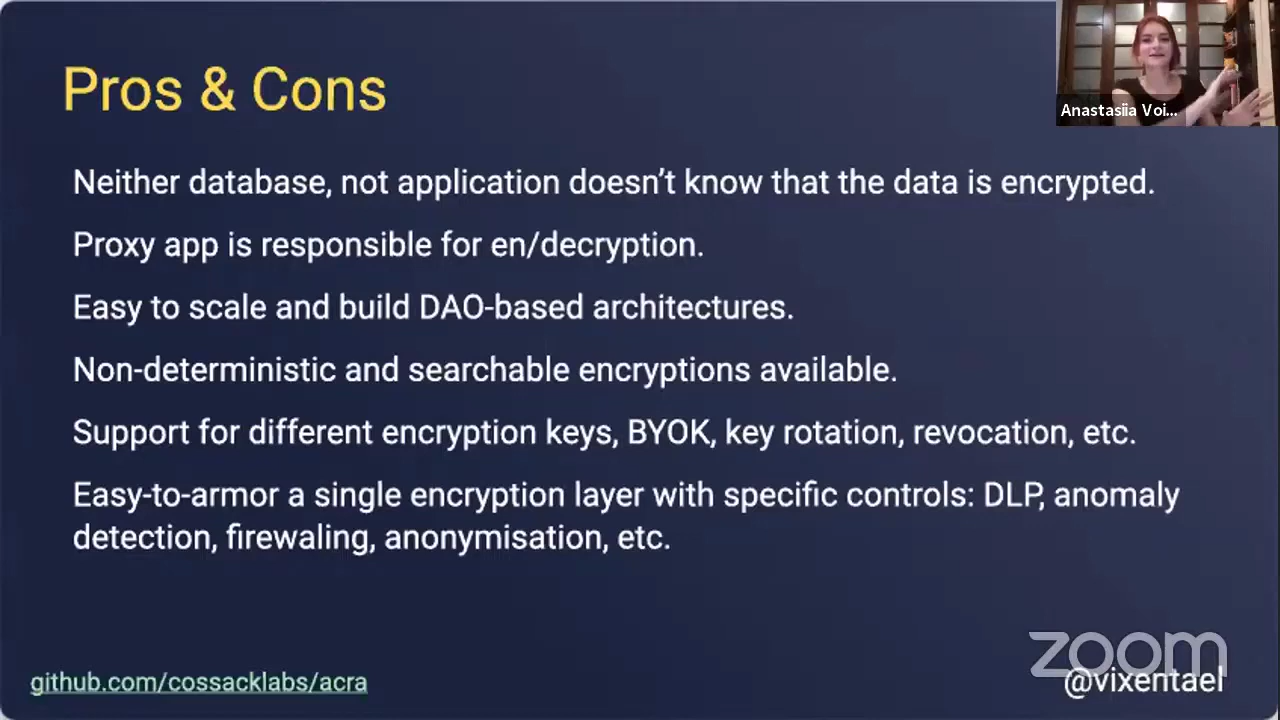 Pros & Cons
Anastasiia Voi...
Neither database, not application doesn't know that the data is encrypted.
Proxy app is responsible for en/decryption.
Easy to scale and build DAO-based architectures.
Non-deterministic and searchable encryptions available.
Support for different encryption keys, BYOK, key rotation, revocation, etc.
Easy-to-armor a single encryption layer with specific controls: DLP, anomaly
detection, firewaling, anonymisation, etc.
zoom
github.com/cossacklabs/acra
@vixentael